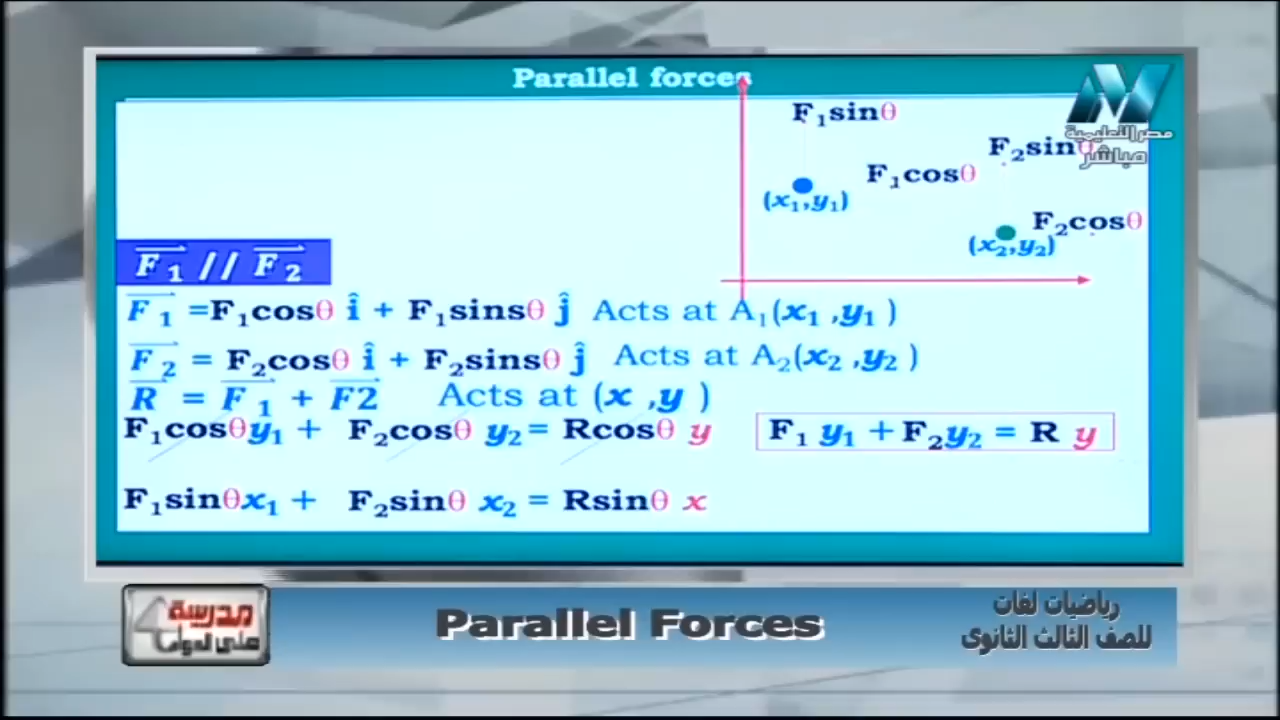 Parallel forces
مصر التعليمية
مباشر
F₁sinθ
F₂sinθ
F₁cosθ
(x₁,y₁)
F₂cosθ
(x₂,y₂)
F₁ // F₂
F₁ =F₁cosθ î + F₁sinsθ ĵ Acts at A₁(x₁ ,y₁ )
F₂ = F₂cosθ î + F₂sinsθ ĵ Acts at A₂(x₂ ,y₂ )
R = F₁ + F2 Acts at (x ,y )
F₁cosθy₁ + F₂cosθ y₂ = Rcosθ y
F₁ y₁ + F₂y₂ = R y
F₁sinθx₁ + F₂sinθ x₂ = Rsinθ x
مدرسة
على الهواء
4
Parallel Forces
رياضيات لغات
للصف الثالث الثانوى